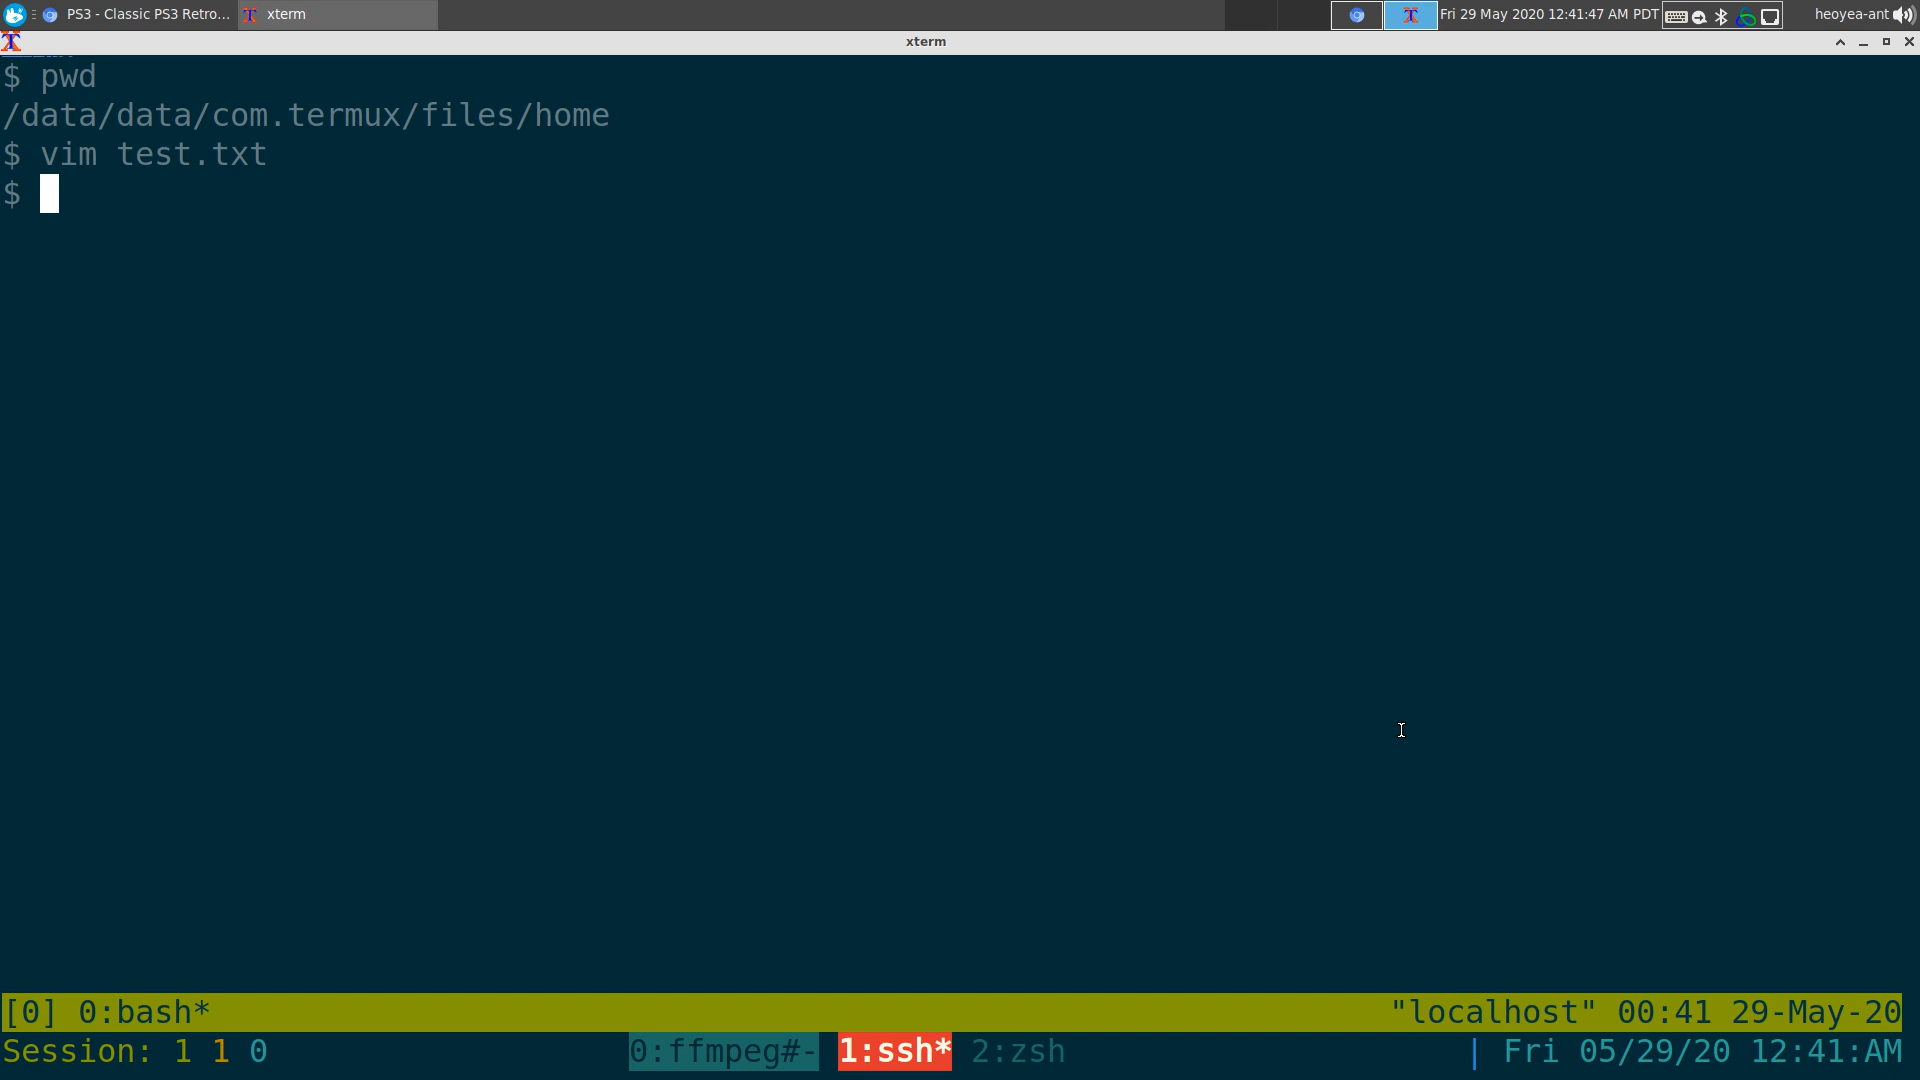 PS3 - Classic PS3 Retro... xterm Fri 29 May 2020 12:41:47 AM PDT heoyea-ant
xterm
$ pwd
/data/data/com.termux/files/home
$ vim test.txt
$
[0] 0:bash* "localhost" 00:41 29-May-20
Session: 1 1 0 0:ffmpeg#- 1:ssh* 2:zsh | Fri 05/29/20 12:41:AM